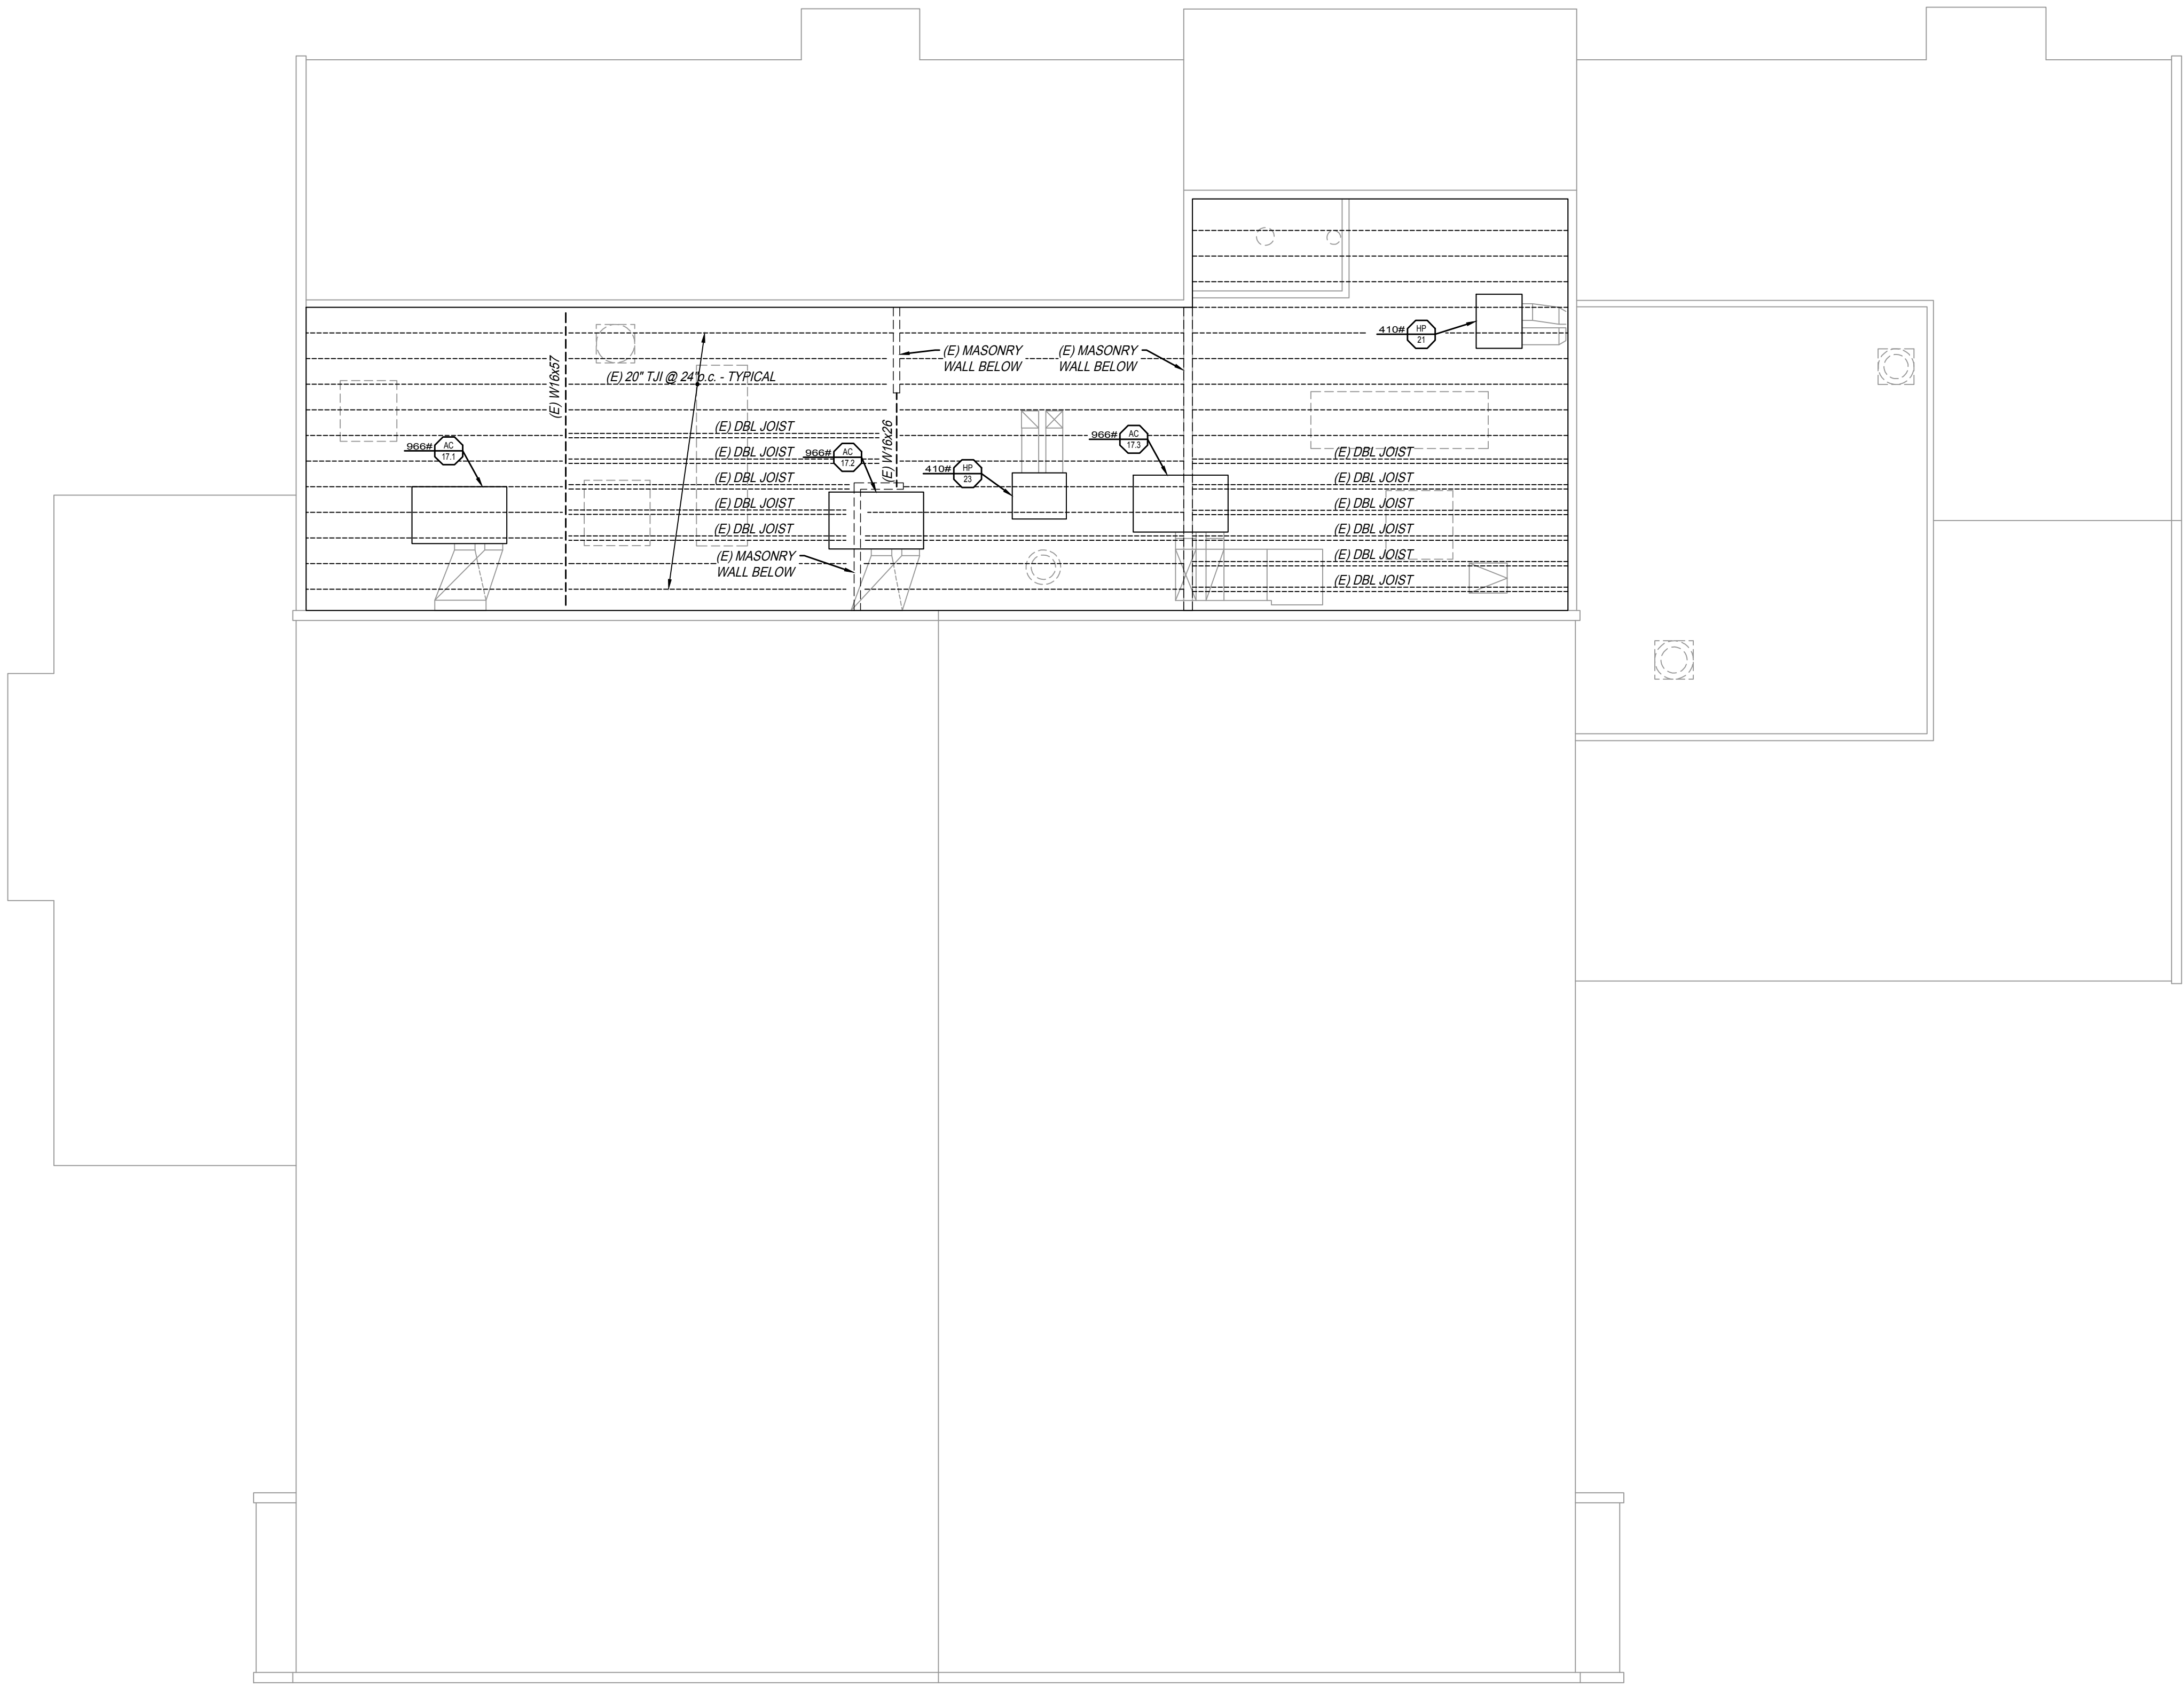 410#
HP
21
(E) MASONRY
WALL BELOW
(E) MASONRY
WALL BELOW
(E) W16x57
(E) 20" TJI @ 24"o.c. - TYPICAL
(E) DBL JOIST
(E) DBL JOIST
(E) DBL JOIST
(E) DBL JOIST
(E) DBL JOIST
966#
AC
17.1
966#
AC
17.2
(E) W16x26
410#
HP
23
966#
AC
17.3
(E) MASONRY
WALL BELOW
(E) DBL JOIST
(E) DBL JOIST
(E) DBL JOIST
(E) DBL JOIST
(E) DBL JOIST
(E) DBL JOIST